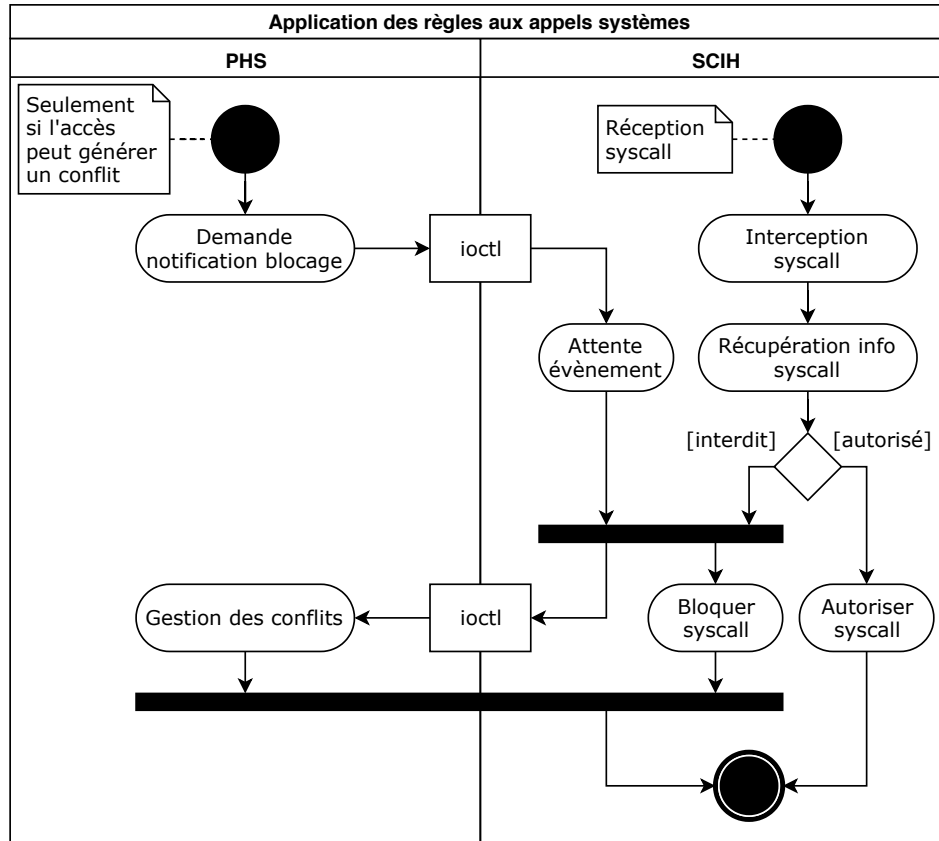 Application des règles aux appels systèmes
PHS
SCIH
Seulement
si l'accès
peut générer
un conflit
Réception
syscall
Demande
notification blocage
ioctl
Interception
syscall
Attente
évènement
Récupération info
syscall
[interdit]
[autorisé]
Gestion des conflits
ioctl
Bloquer
syscall
Autoriser
syscall